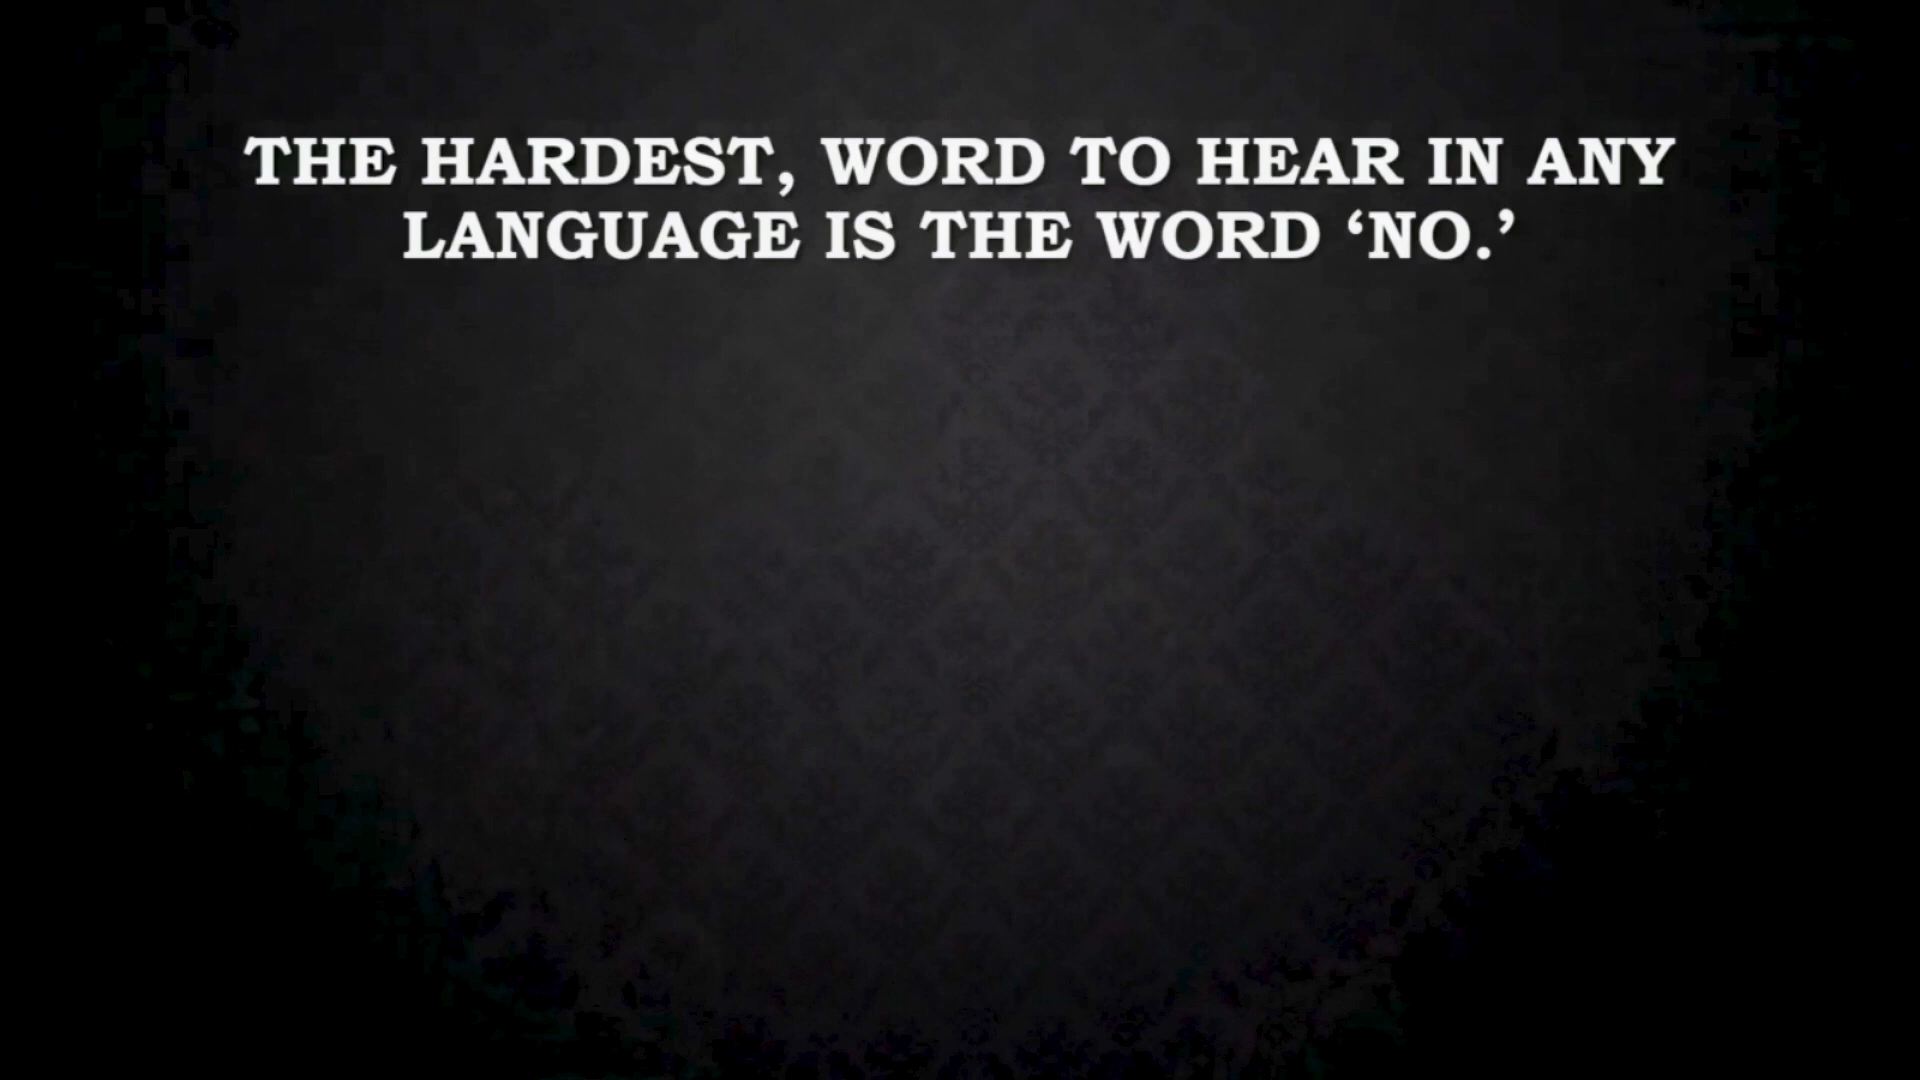 THE HARDEST, WORD TO HEAR IN ANY
LANGUAGE IS THE WORD ‘NO.’